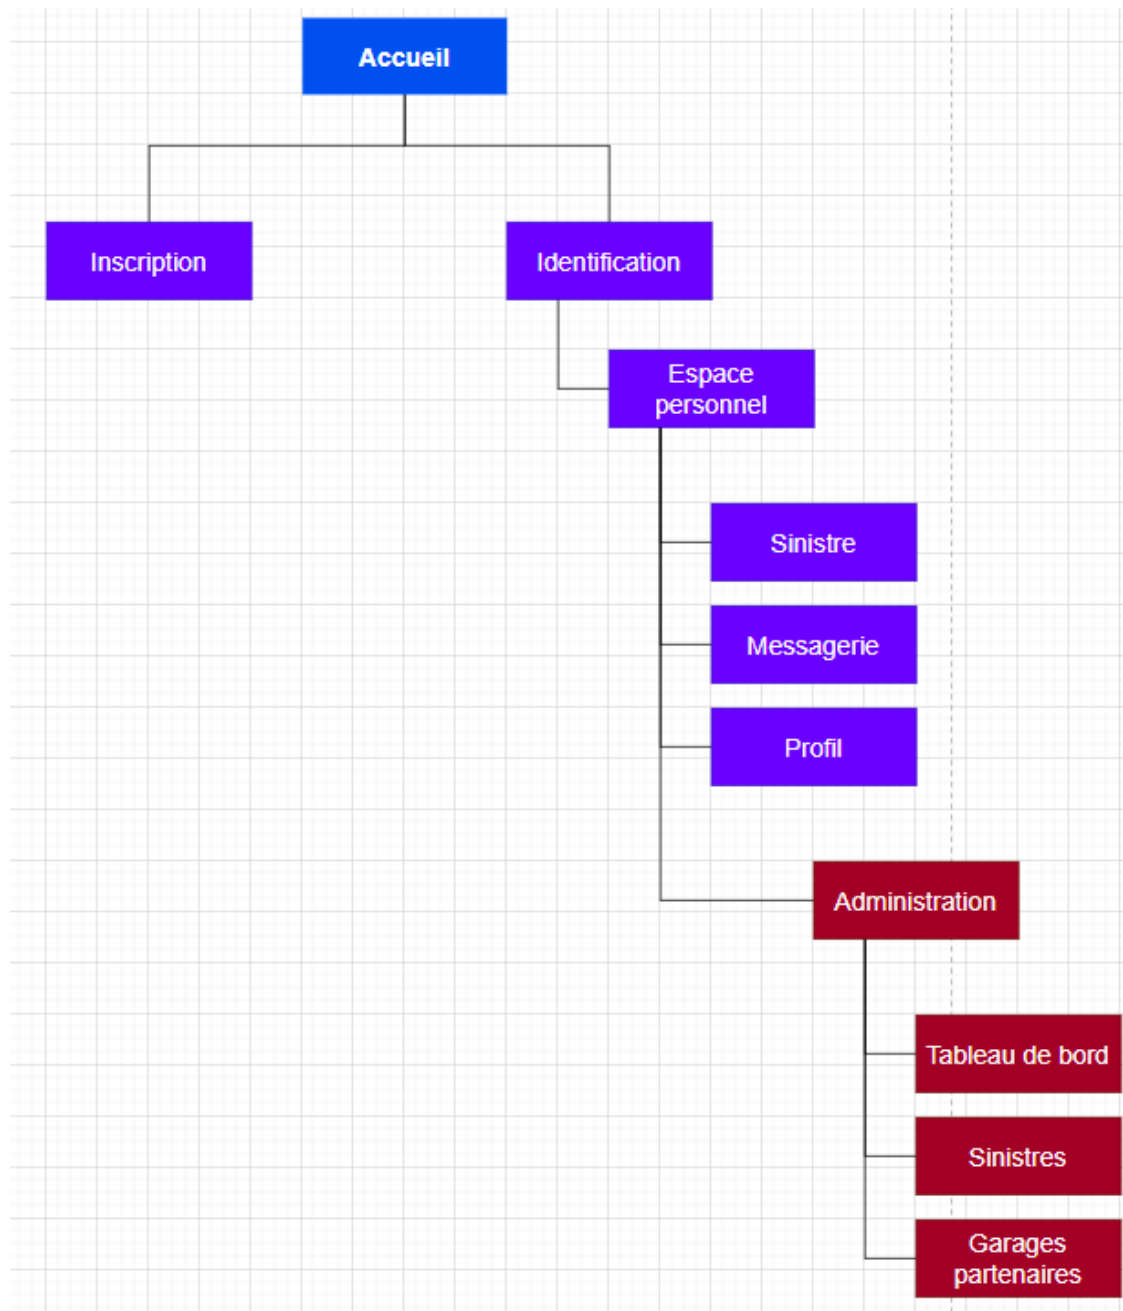 Accueil
Inscription
Identification
Espace
personnel
Sinistre
Messagerie
Profil
Administration
Tableau de bord
Sinistres
Garages
partenaires